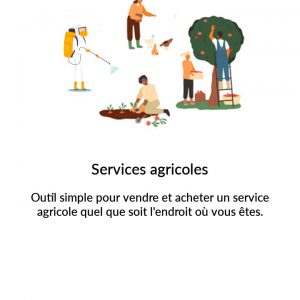 Services agricoles
Outil simple pour vendre et acheter un service
agricole quel que soit l'endroit où vous êtes.